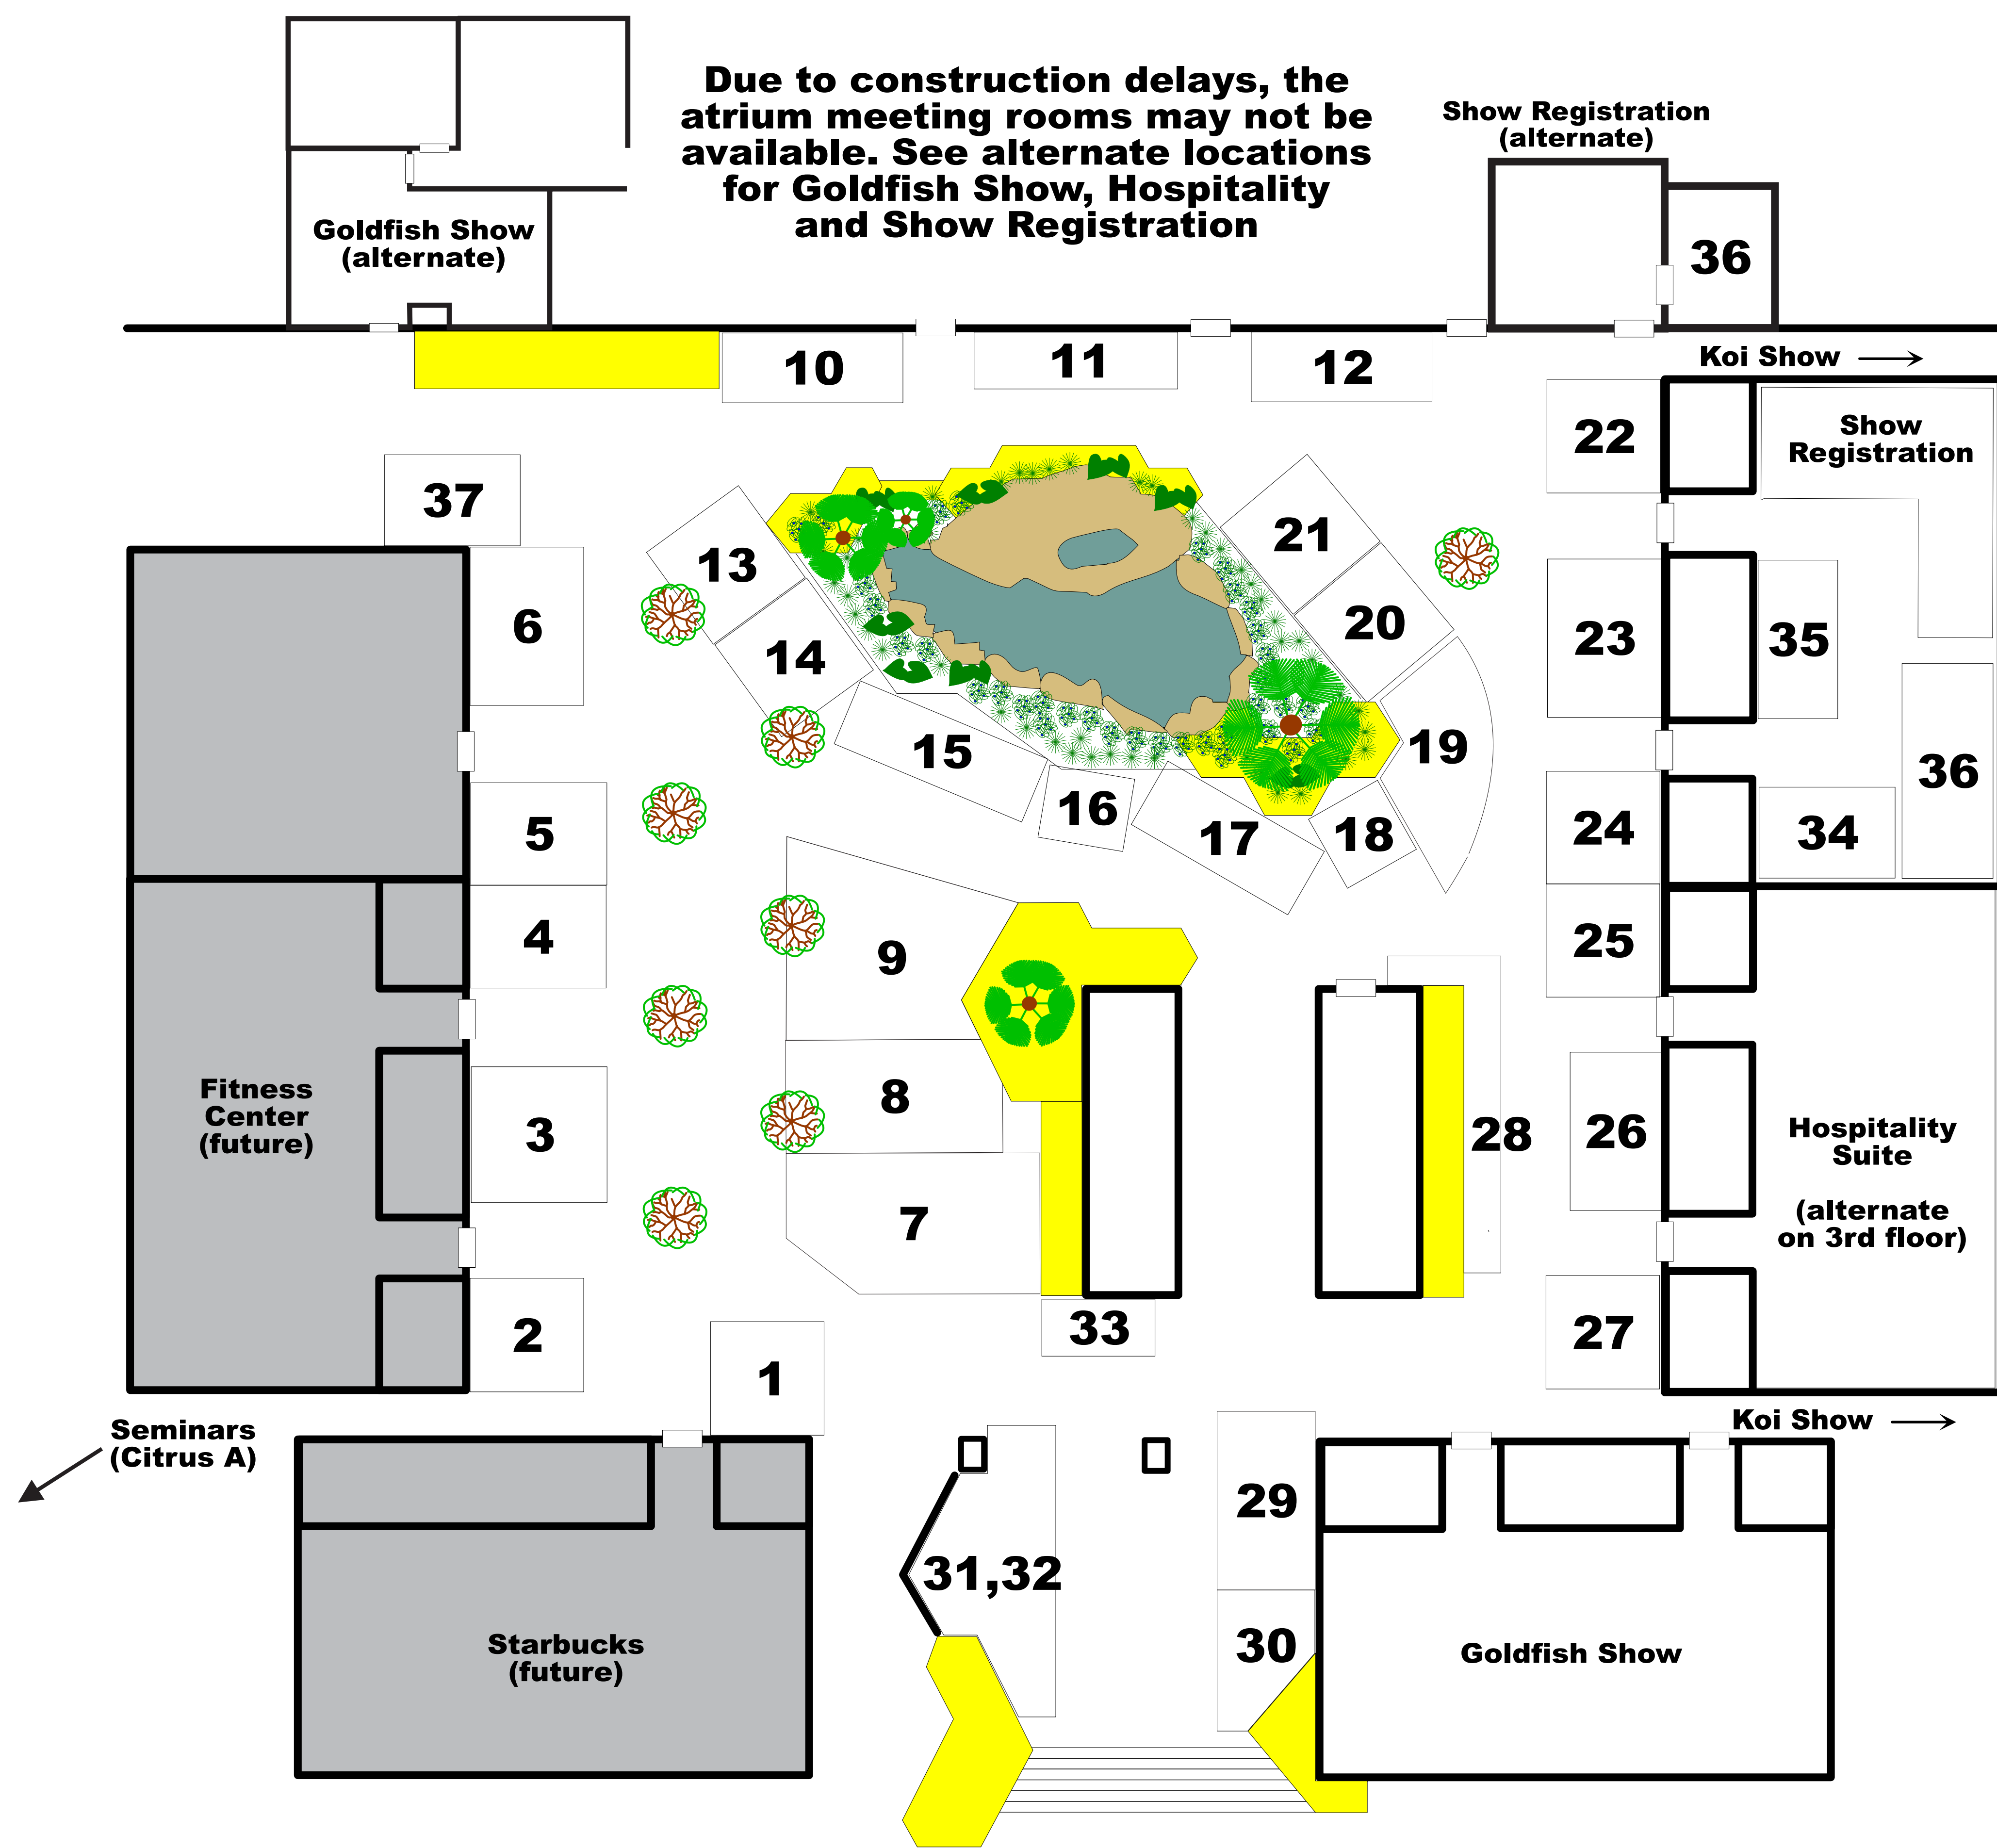 Due to construction delays, the
atrium meeting rooms may not be
available. See alternate locations
for Goldfish Show, Hospitality
and Show Registration
Show Registration
(alternate)
Goldfish Show
(alternate)
36
Koi Show
10
11
12
22
Show
Registration
37
13
21
6
14
20
23
35
15
19
16
17
18
36
5
24
34
4
9
25
Fitness
Center
(future)
8
3
28
26
Hospitality
Suite
(alternate
on 3rd floor)
7
33
2
27
1
Seminars
(Citrus A)
Koi Show
29
31,32
30
Starbucks
(future)
Goldfish Show